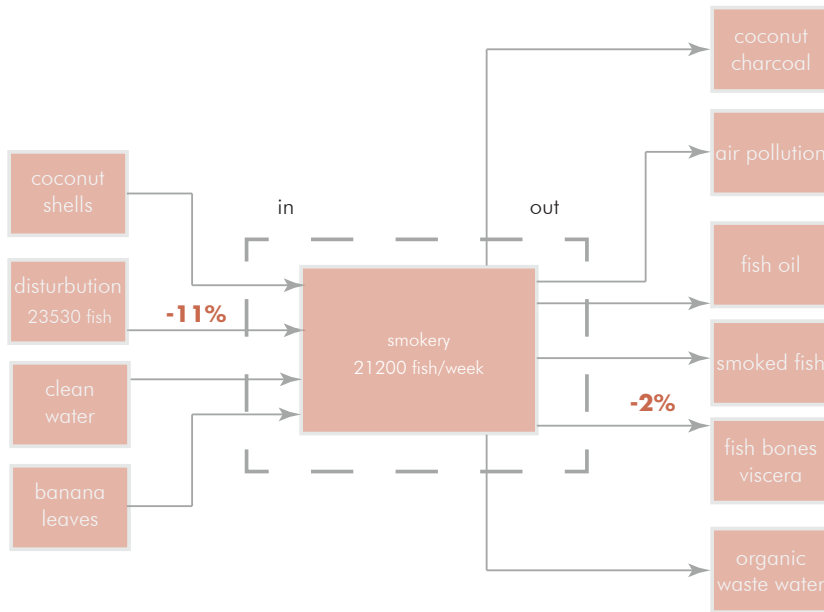 coconut
charcoal
air pollution
coconut
shells
in
out
disturbution
23530 fish
-11%
fish oil
smokery
21200 fish/week
smoked fish
clean
water
-2%
fish bones
viscera
banana
leaves
organic
waste water